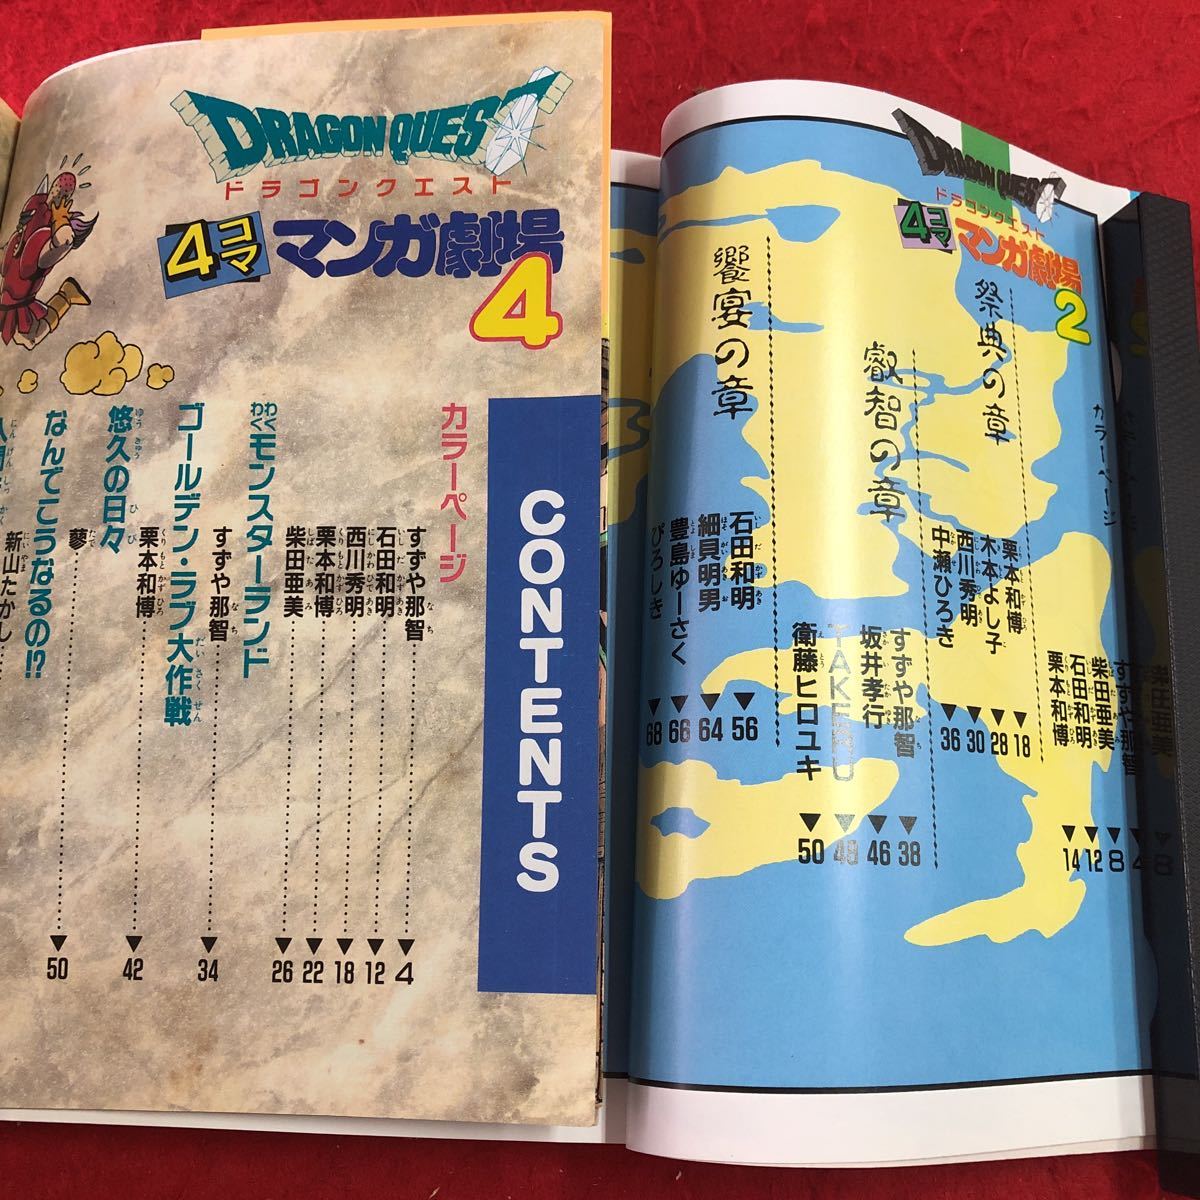 DRAGON QUEST
ドラゴンクエスト
4コママンガ劇場
4
CONTENTS
カラーページ
すずや那智 4
石田和明 12
西川秀明 18
栗本和博 22
柴田亜美 26
わくわくモンスターランド
すずや那智 34
ゴールデン・ラブ大作戦
栗本和博 42
悠久の日々
蓼 50
なんでこうなるの!?
新山たかし
DRAGON QUEST
ドラゴンクエスト
4コママンガ劇場
2
カラーページ
すずや那智 4
柴田亜美 8
石田和明 12
栗本和博 14
祭典の章
栗本和博 18
木本よし子 28
西川秀明 30
中瀬ひろき 36
叡智の章
すずや那智 38
坂井孝行 46
TAKERU 48
衛藤ヒロユキ 50
饗宴の章
石田和明 56
細貝明男 64
豊島ゆーさく 66
ぴろしき 68